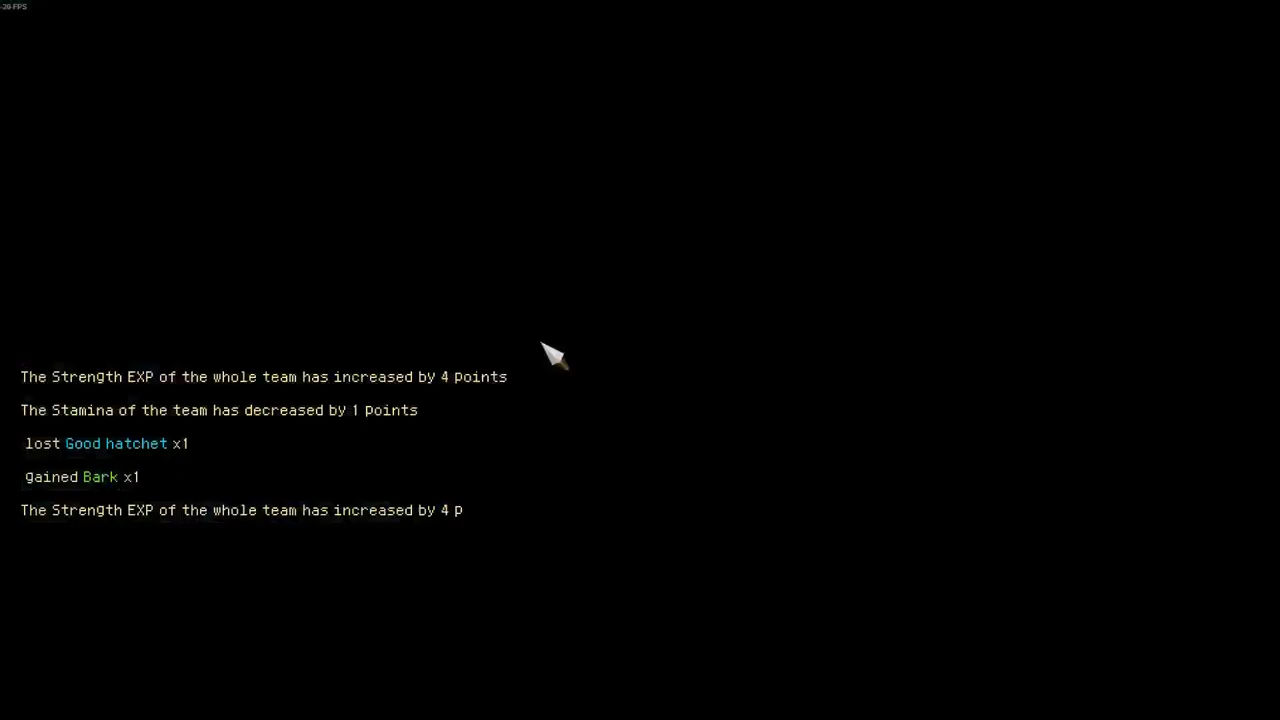 The Strength EXP of the whole team has increased by 4 points
The Stamina of the team has decreased by 1 points
lost Good hatchet x1
gained Bark x1
The Strength EXP of the whole team has increased by 4 p